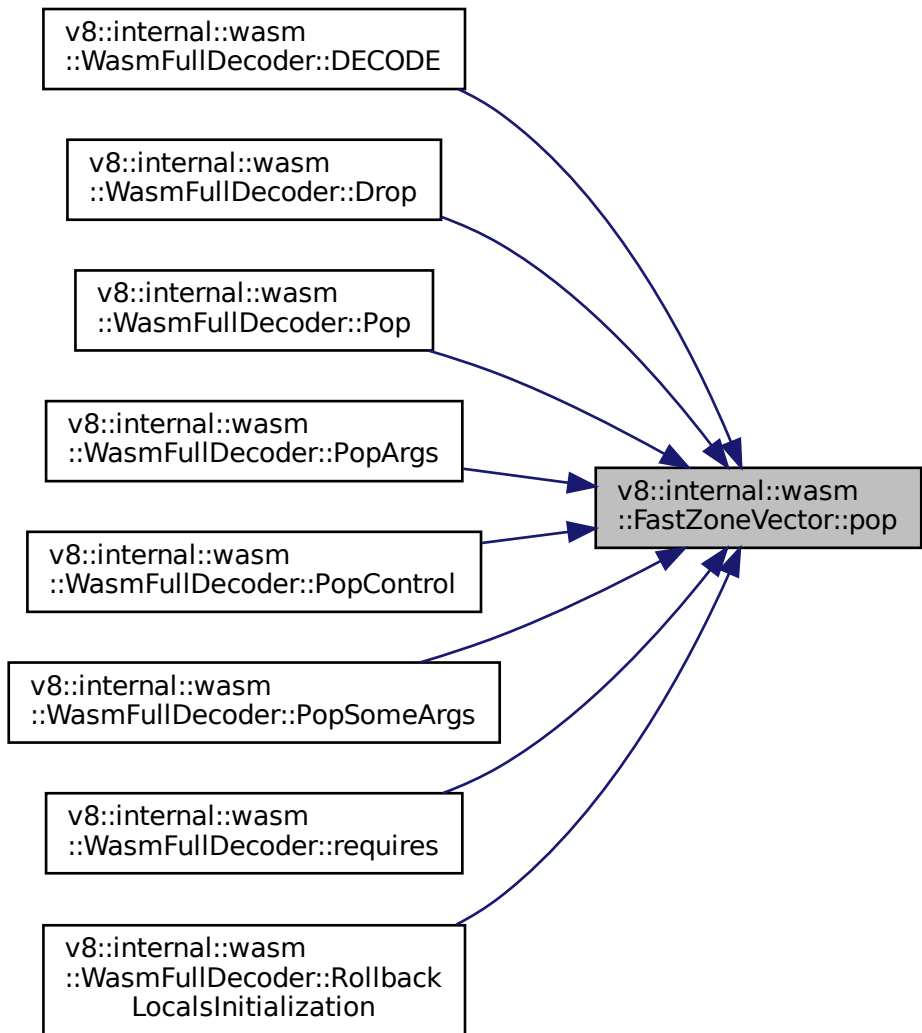 v8::internal::wasm
::WasmFullDecoder::DECODE
v8::internal::wasm
::WasmFullDecoder::Drop
v8::internal::wasm
::WasmFullDecoder::Pop
v8::internal::wasm
::WasmFullDecoder::PopArgs
v8::internal::wasm
::FastZoneVector::pop
v8::internal::wasm
::WasmFullDecoder::PopControl
v8::internal::wasm
::WasmFullDecoder::PopSomeArgs
v8::internal::wasm
::WasmFullDecoder::requires
v8::internal::wasm
::WasmFullDecoder::Rollback
LocalsInitialization